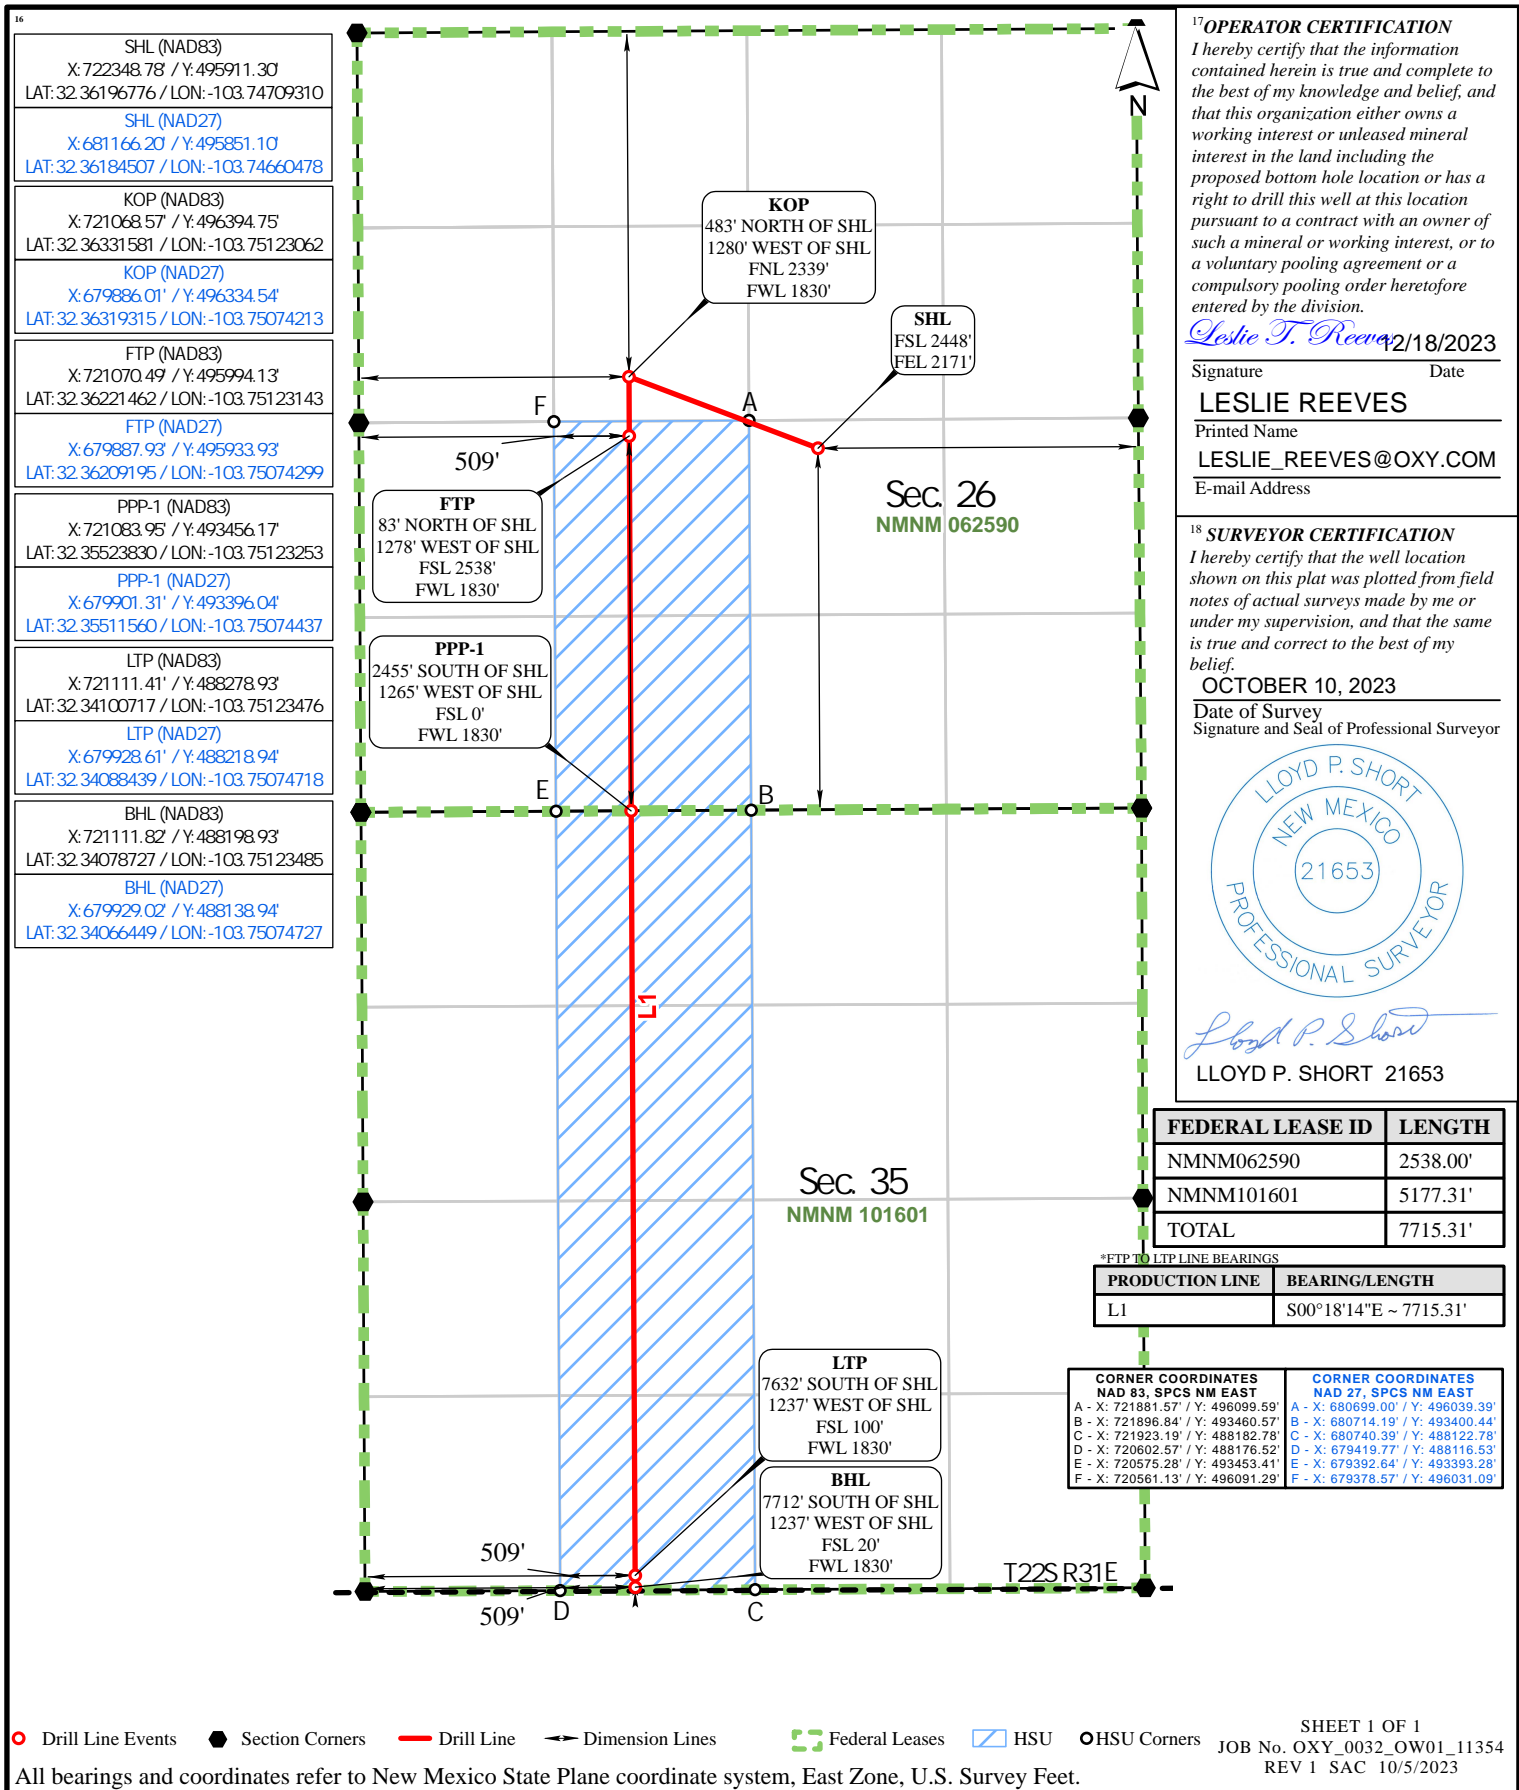 16
SHL (NAD83)
X: 722348.78' / Y: 495911.30'
LAT: 32.36196776 / LON: -103.74709310
SHL (NAD27)
X: 681166.20' / Y: 495851.10'
LAT: 32.36184507 / LON: -103.74660478
KOP (NAD83)
X: 721068.57' / Y: 496394.75'
LAT: 32.36331581 / LON: -103.75123062
KOP (NAD27)
X: 679886.01' / Y: 496334.54'
LAT: 32.36319315 / LON: -103.75074213
FTP (NAD83)
X: 721070.49' / Y: 495994.13'
LAT: 32.36221462 / LON: -103.75123143
FTP (NAD27)
X: 679887.93' / Y: 495933.93'
LAT: 32.36209195 / LON: -103.75074299
PPP-1 (NAD83)
X: 721083.95' / Y: 493456.17'
LAT: 32.35523830 / LON: -103.75123253
PPP-1 (NAD27)
X: 679901.31' / Y: 493396.04'
LAT: 32.35511560 / LON: -103.75074437
LTP (NAD83)
X: 721111.41' / Y: 488278.93'
LAT: 32.34100717 / LON: -103.75123476
LTP (NAD27)
X: 679928.61' / Y: 488218.94'
LAT: 32.34088439 / LON: -103.75074718
BHL (NAD83)
X: 721111.82' / Y: 488198.93'
LAT: 32.34078727 / LON: -103.75123485
BHL (NAD27)
X: 679929.02' / Y: 488138.94'
LAT: 32.34066449 / LON: -103.75074727
N
KOP
483' NORTH OF SHL
1280' WEST OF SHL
FNL 2339'
FWL 1830'
SHL
FSL 2448'
FEL 2171'
F
A
509'
FTP
83' NORTH OF SHL
1278' WEST OF SHL
FSL 2538'
FWL 1830'
Sec. 26
NMNM 062590
PPP-1
2455' SOUTH OF SHL
1265' WEST OF SHL
FSL 0'
FWL 1830'
E
B
L1
Sec. 35
NMNM 101601
LTP
7632' SOUTH OF SHL
1237' WEST OF SHL
FSL 100'
FWL 1830'
BHL
7712' SOUTH OF SHL
1237' WEST OF SHL
FSL 20'
FWL 1830'
509'
509'
D
C
T22S R31E
17 OPERATOR CERTIFICATION
I hereby certify that the information
contained herein is true and complete to
the best of my knowledge and belief, and
that this organization either owns a
working interest or unleased mineral
interest in the land including the
proposed bottom hole location or has a
right to drill this well at this location
pursuant to a contract with an owner of
such a mineral or working interest, or to
a voluntary pooling agreement or a
compulsory pooling order heretofore
entered by the division.
Leslie T. Reeves 12/18/2023
Signature Date
LESLIE REEVES
Printed Name
LESLIE_REEVES@OXY.COM
E-mail Address
18 SURVEYOR CERTIFICATION
I hereby certify that the well location
shown on this plat was plotted from field
notes of actual surveys made by me or
under my supervision, and that the same
is true and correct to the best of my
belief.
OCTOBER 10, 2023
Date of Survey
Signature and Seal of Professional Surveyor
LLOYD P. SHORT
NEW MEXICO
21653
PROFESSIONAL SURVEYOR
Lloyd P. Short
LLOYD P. SHORT 21653
FEDERAL LEASE ID LENGTH
NMNM062590 2538.00'
NMNM101601 5177.31'
TOTAL 7715.31'
*FTP TO LTP LINE BEARINGS
PRODUCTION LINE BEARING/LENGTH
L1 S00°18'14"E ~ 7715.31'
CORNER COORDINATES
NAD 83, SPCS NM EAST
A - X: 721881.57' / Y: 496099.59'
B - X: 721896.84' / Y: 493460.57'
C - X: 721923.19' / Y: 488182.78'
D - X: 720602.57' / Y: 488176.52'
E - X: 720575.28' / Y: 493453.41'
F - X: 720561.13' / Y: 496091.29'
CORNER COORDINATES
NAD 27, SPCS NM EAST
A - X: 680699.00' / Y: 496039.39'
B - X: 680714.19' / Y: 493400.44'
C - X: 680740.39' / Y: 488122.78'
D - X: 679419.77' / Y: 488116.53'
E - X: 679392.64' / Y: 493393.28'
F - X: 679378.57' / Y: 496031.09'
Drill Line Events Section Corners Drill Line Dimension Lines Federal Leases HSU HSU Corners
SHEET 1 OF 1
JOB No. OXY_0032_OW01_11354
REV 1 SAC 10/5/2023
All bearings and coordinates refer to New Mexico State Plane coordinate system, East Zone, U.S. Survey Feet.